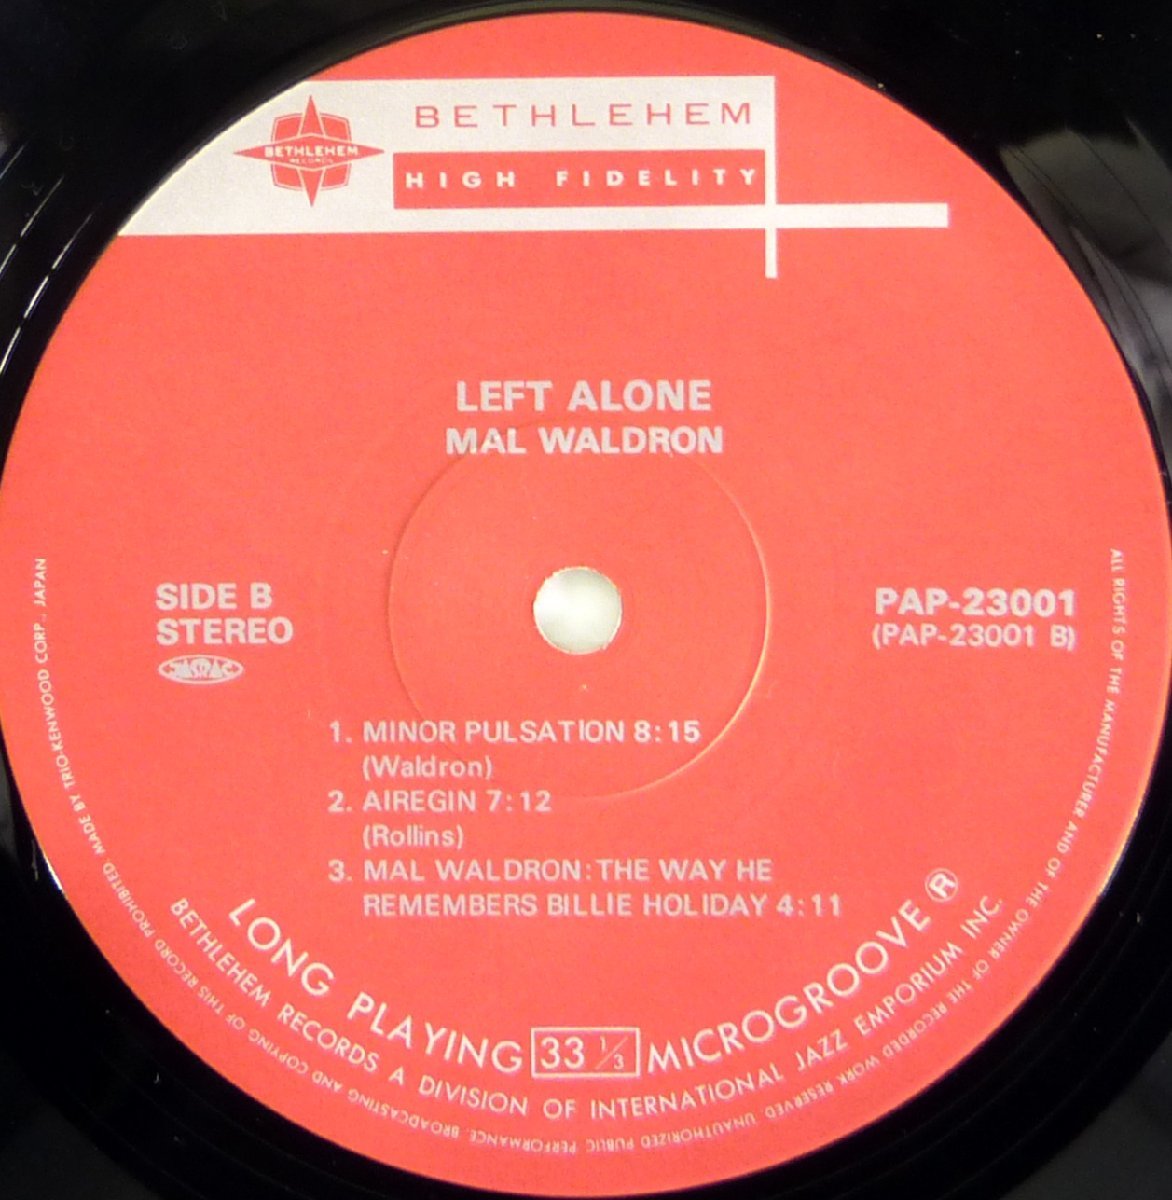 BETHLEHEM
BETHLEHEM
RECORDS
HIGH FIDELITY
LEFT ALONE
MAL WALDRON
SIDE B
STEREO
JASRAC
PAP-23001
(PAP-23001 B)
1. MINOR PULSATION 8:15
(Waldron)
2. AIREGIN 7:12
(Rollins)
3. MAL WALDRON: THE WAY HE
REMEMBERS BILLIE HOLIDAY 4:11
LONG PLAYING 33 1/3 MICROGROOVE ®
BETHLEHEM RECORDS A DIVISION OF INTERNATIONAL JAZZ EMPORIUM INC.
ALL RIGHTS OF THE MANUFACTURER AND OF THE OWNER OF THE RECORDED WORK RESERVED. UNAUTHORIZED PUBLIC PERFORMANCE, BROADCASTING AND COPYING OF THIS RECORD PROHIBITED. MADE BY TRIO-KENWOOD CORP., JAPAN